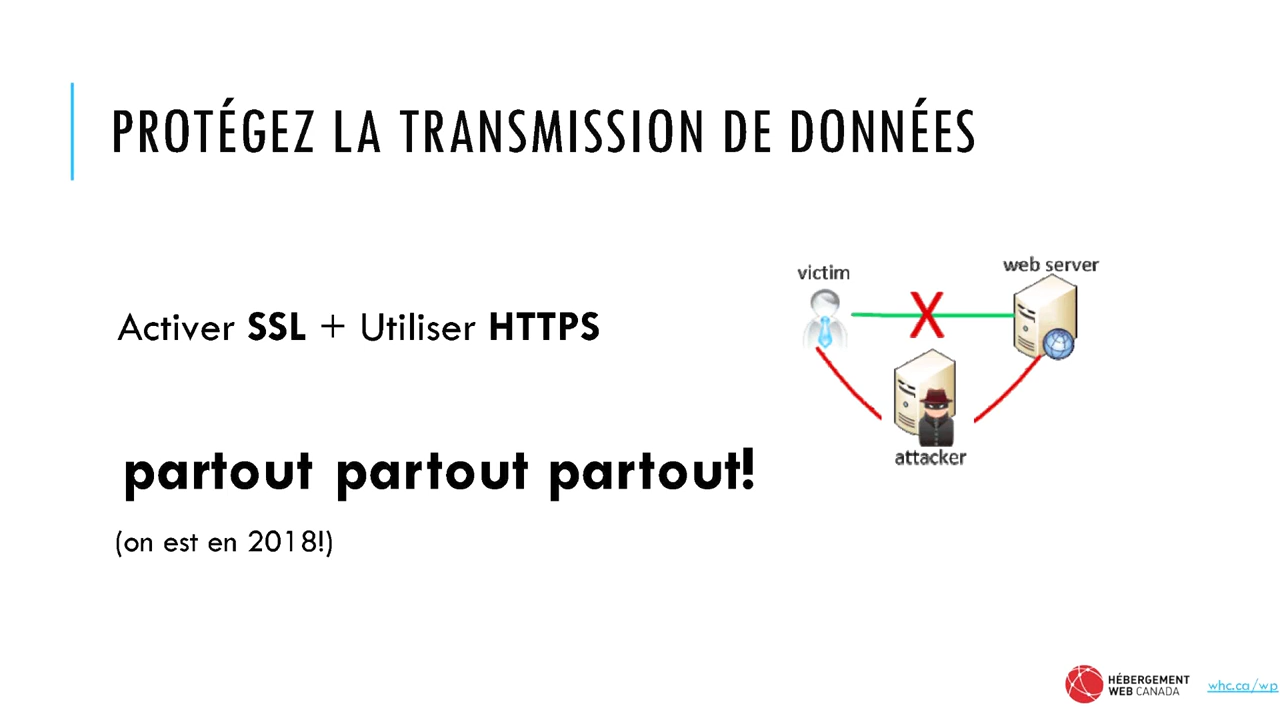 PROTÉGEZ LA TRANSMISSION DE DONNÉES
Activer SSL + Utiliser HTTPS
partout partout partout!
(on est en 2018!)
victim
web server
X
attacker
HÉBERGEMENT
WEB CANADA
whc.ca/wp